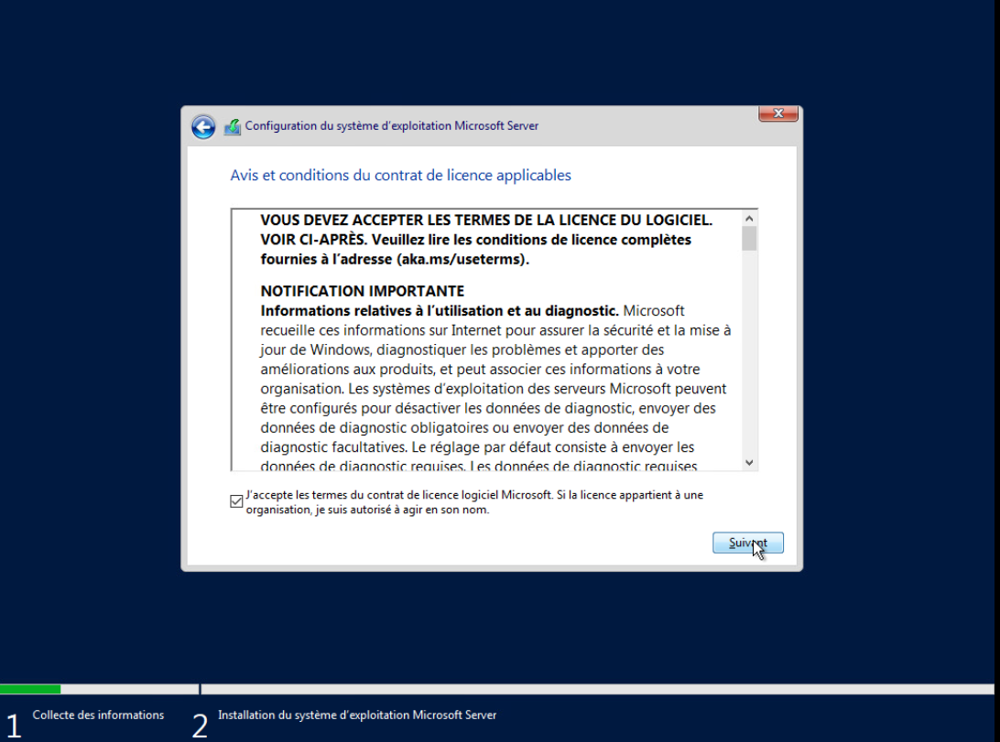 Configuration du système d'exploitation Microsoft Server
Avis et conditions du contrat de licence applicables
VOUS DEVEZ ACCEPTER LES TERMES DE LA LICENCE DU LOGICIEL.
VOIR CI-APRÈS. Veuillez lire les conditions de licence complètes
fournies à l’adresse (aka.ms/useterms).
NOTIFICATION IMPORTANTE
Informations relatives à l’utilisation et au diagnostic. Microsoft
recueille ces informations sur Internet pour assurer la sécurité et la mise à
jour de Windows, diagnostiquer les problèmes et apporter des
améliorations aux produits, et peut associer ces informations à votre
organisation. Les systèmes d’exploitation des serveurs Microsoft peuvent
être configurés pour désactiver les données de diagnostic, envoyer des
données de diagnostic obligatoires ou envoyer des données de
diagnostic facultatives. Le réglage par défaut consiste à envoyer les
données de diagnostic requises. Les données de diagnostic requises
J'accepte les termes du contrat de licence logiciel Microsoft. Si la licence appartient à une
organisation, je suis autorisé à agir en son nom.
Suivant
1 Collecte des informations
2 Installation du système d'exploitation Microsoft Server